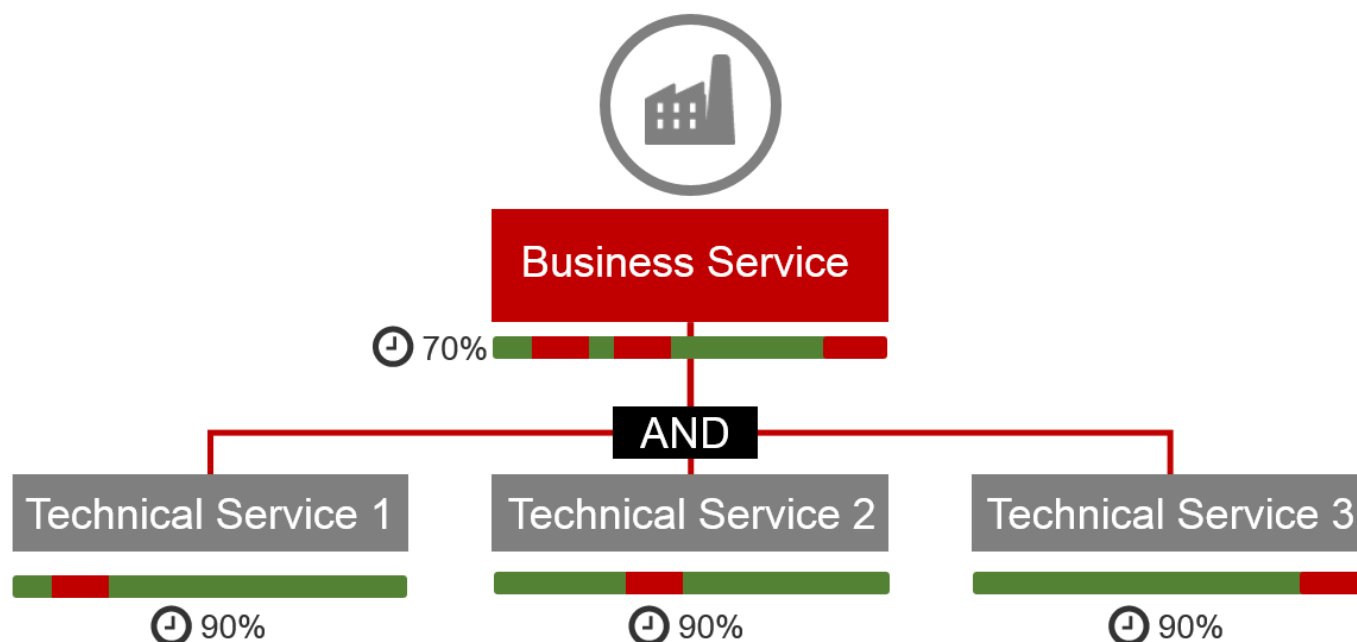 Business Service
70%
AND
Technical Service 1
Technical Service 2
Technical Service 3
90%
90%
90%